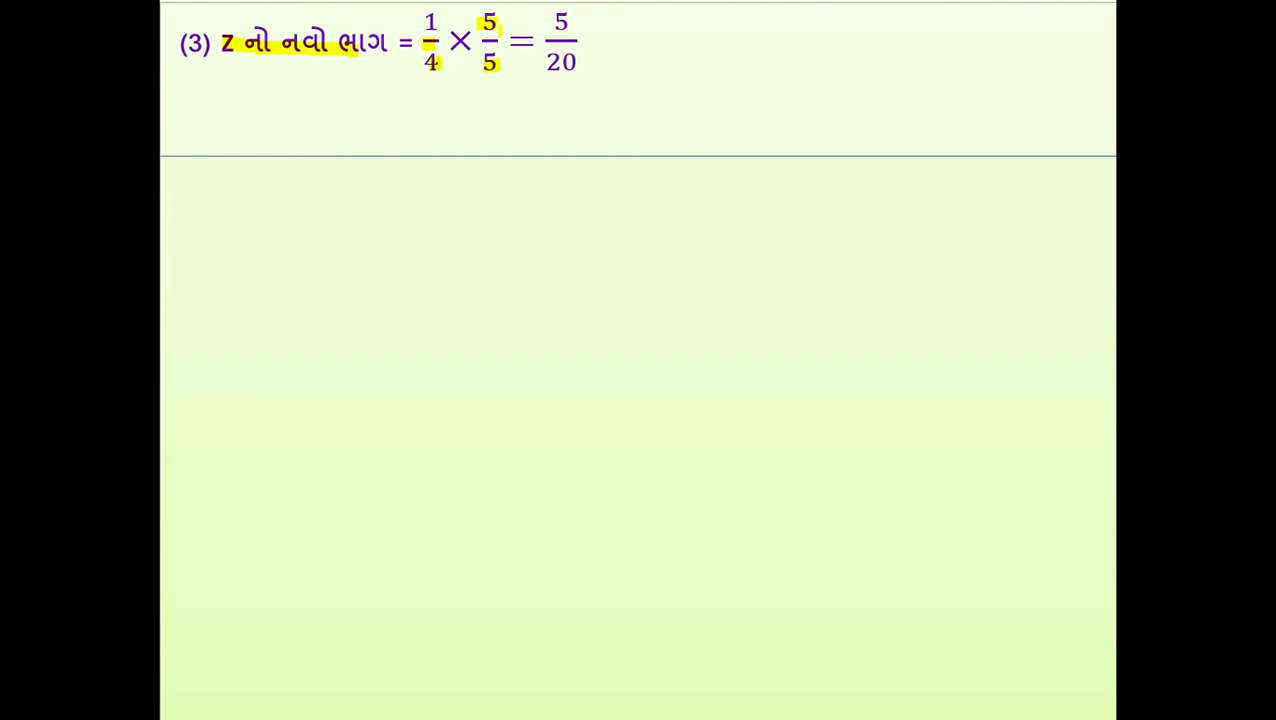 (3) z નો નવો ભાગ = 1/4 × 5/5 = 5/20